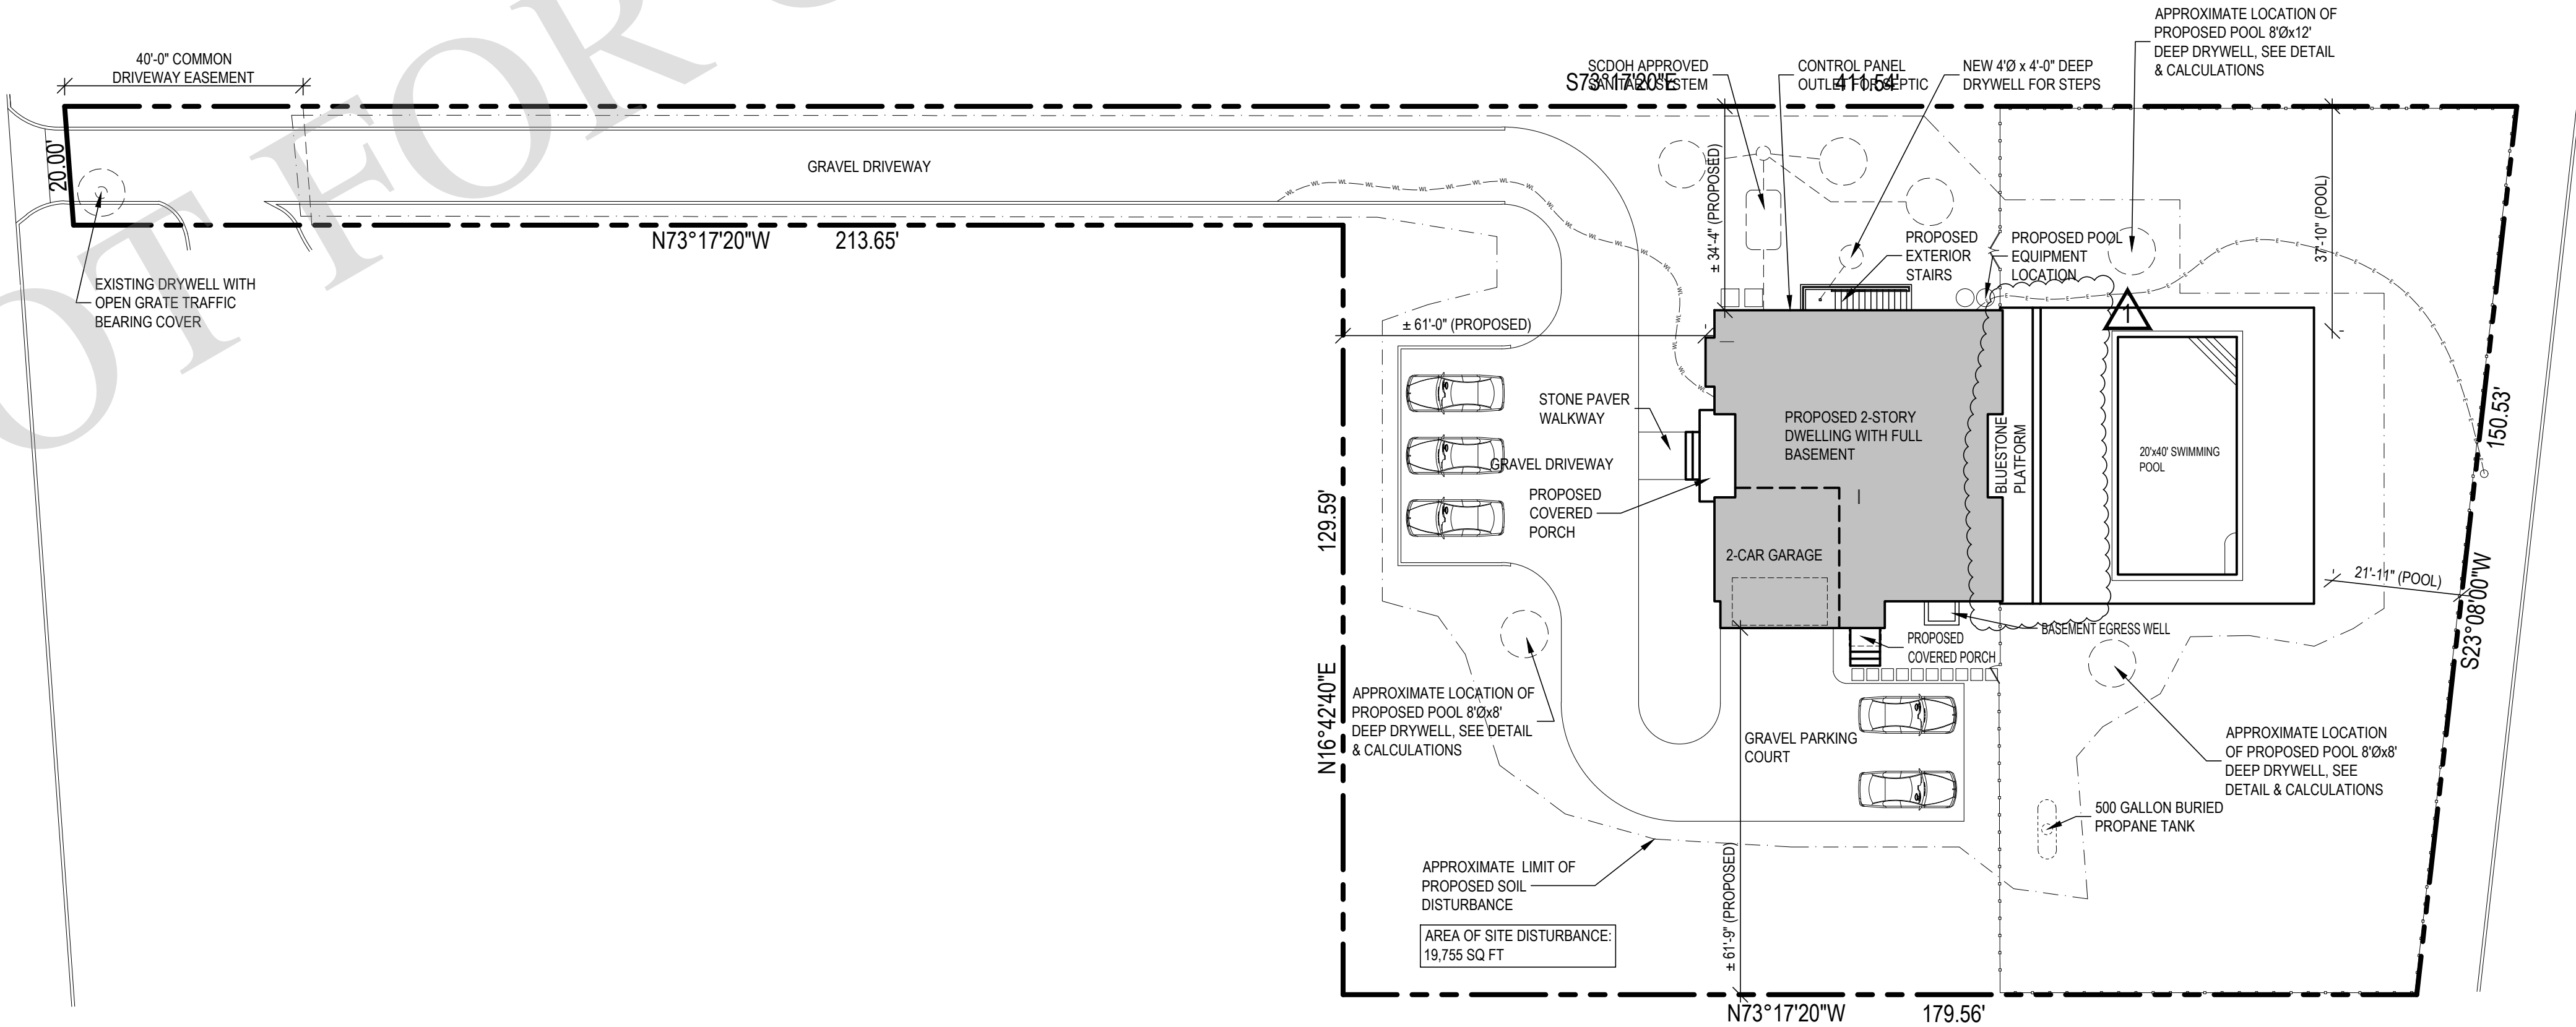 NOT FOR
40'-0" COMMON
DRIVEWAY EASEMENT
S73°17'20"E
411.54'
SCDOH APPROVED
SANITARY SYSTEM
CONTROL PANEL
OUTLET FOR SEPTIC
NEW 4'Ø x 4'-0" DEEP
DRYWELL FOR STEPS
APPROXIMATE LOCATION OF
PROPOSED POOL 8'Øx12'
DEEP DRYWELL, SEE DETAIL
& CALCULATIONS
20.00'
GRAVEL DRIVEWAY
N73°17'20"W
213.65'
EXISTING DRYWELL WITH
OPEN GRATE TRAFFIC
BEARING COVER
± 34'-4" (PROPOSED)
PROPOSED
EXTERIOR
STAIRS
PROPOSED POOL
EQUIPMENT
LOCATION
37'-10" (POOL)
1
± 61'-0" (PROPOSED)
STONE PAVER
WALKWAY
GRAVEL DRIVEWAY
PROPOSED
COVERED
PORCH
PROPOSED 2-STORY
DWELLING WITH FULL
BASEMENT
BLUESTONE
PLATFORM
20'x40' SWIMMING
POOL
150.53'
S23°08'00"W
21'-11" (POOL)
129.59'
N16°42'40"E
2-CAR GARAGE
PROPOSED
COVERED PORCH
BASEMENT EGRESS WELL
APPROXIMATE LOCATION OF
PROPOSED POOL 8'Øx8'
DEEP DRYWELL, SEE DETAIL
& CALCULATIONS
GRAVEL PARKING
COURT
APPROXIMATE LOCATION
OF PROPOSED POOL 8'Øx8'
DEEP DRYWELL, SEE
DETAIL & CALCULATIONS
500 GALLON BURIED
PROPANE TANK
APPROXIMATE LIMIT OF
PROPOSED SOIL
DISTURBANCE
AREA OF SITE DISTURBANCE:
19,755 SQ FT
± 61'-9" (PROPOSED)
N73°17'20"W
179.56'